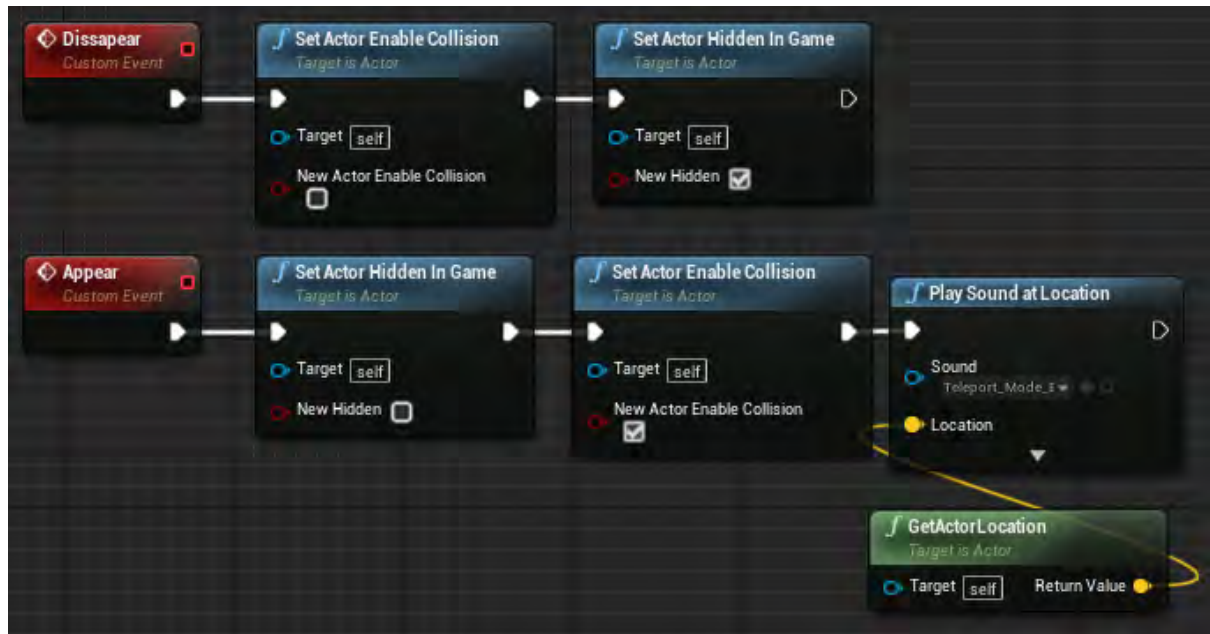 Dissapear
Custom Event
Set Actor Enable Collision
Target is Actor
Target self
New Actor Enable Collision
Set Actor Hidden In Game
Target is Actor
Target self
New Hidden
Appear
Custom Event
Set Actor Hidden In Game
Target is Actor
Target self
New Hidden
Set Actor Enable Collision
Target is Actor
Target self
New Actor Enable Collision
Play Sound at Location
Sound
Location
GetActorLocation
Target is Actor
Target self Return Value